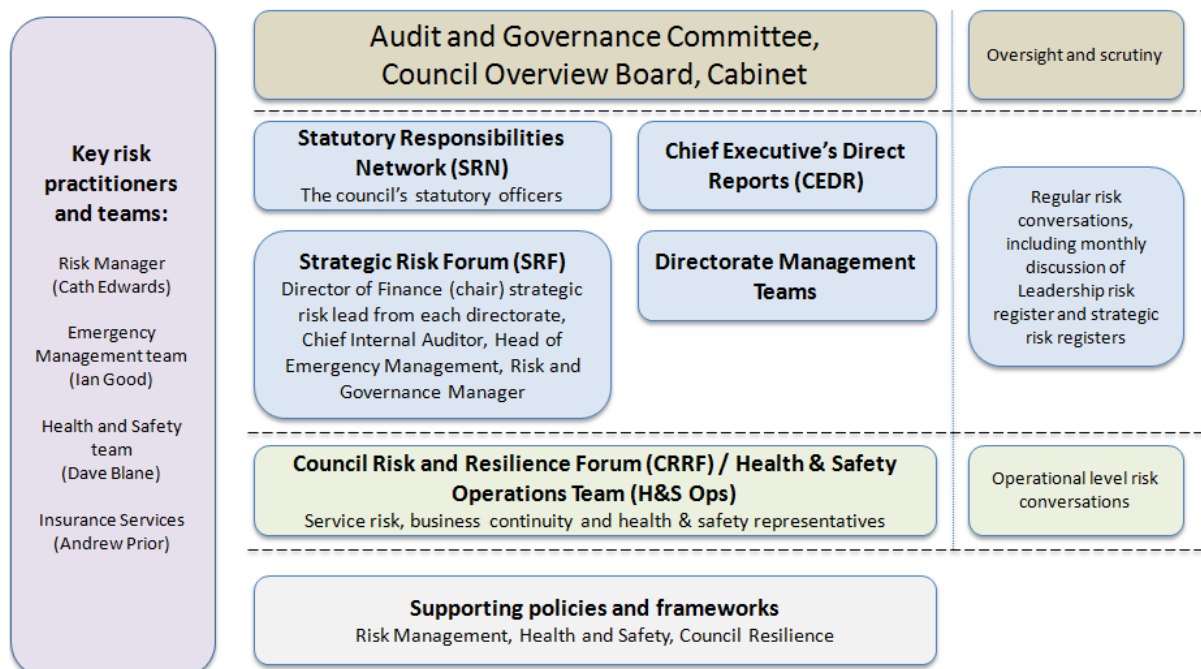 Key risk
practitioners
and teams:
Risk Manager
(Cath Edwards)
Emergency
Management team
(Ian Good)
Health and Safety
team
(Dave Blane)
Insurance Services
(Andrew Prior)
Audit and Governance Committee,
Council Overview Board, Cabinet
Oversight and scrutiny
Statutory Responsibilities
Network (SRN)
The council's statutory officers
Chief Executive's Direct
Reports (CEDR)
Strategic Risk Forum (SRF)
Director of Finance (chair) strategic
risk lead from each directorate,
Chief Internal Auditor, Head of
Emergency Management, Risk and
Governance Manager
Directorate Management
Teams
Regular risk
conversations,
including monthly
discussion of
Leadership risk
register and strategic
risk registers
Council Risk and Resilience Forum (CRRF) / Health & Safety
Operations Team (H&S Ops)
Service risk, business continuity and health & safety representatives
Operational level risk
conversations
Supporting policies and frameworks
Risk Management, Health and Safety, Council Resilience